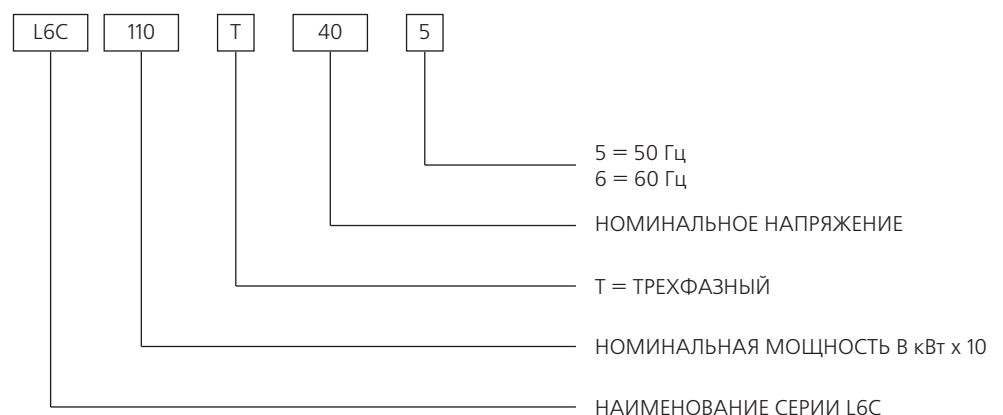 L6C 110 T 40 5
5 = 50 Гц
6 = 60 Гц
НОМИНАЛЬНОЕ НАПРЯЖЕНИЕ
Т = ТРЕХФАЗНЫЙ
НОМИНАЛЬНАЯ МОЩНОСТЬ В кВт x 10
НАИМЕНОВАНИЕ СЕРИИ L6C